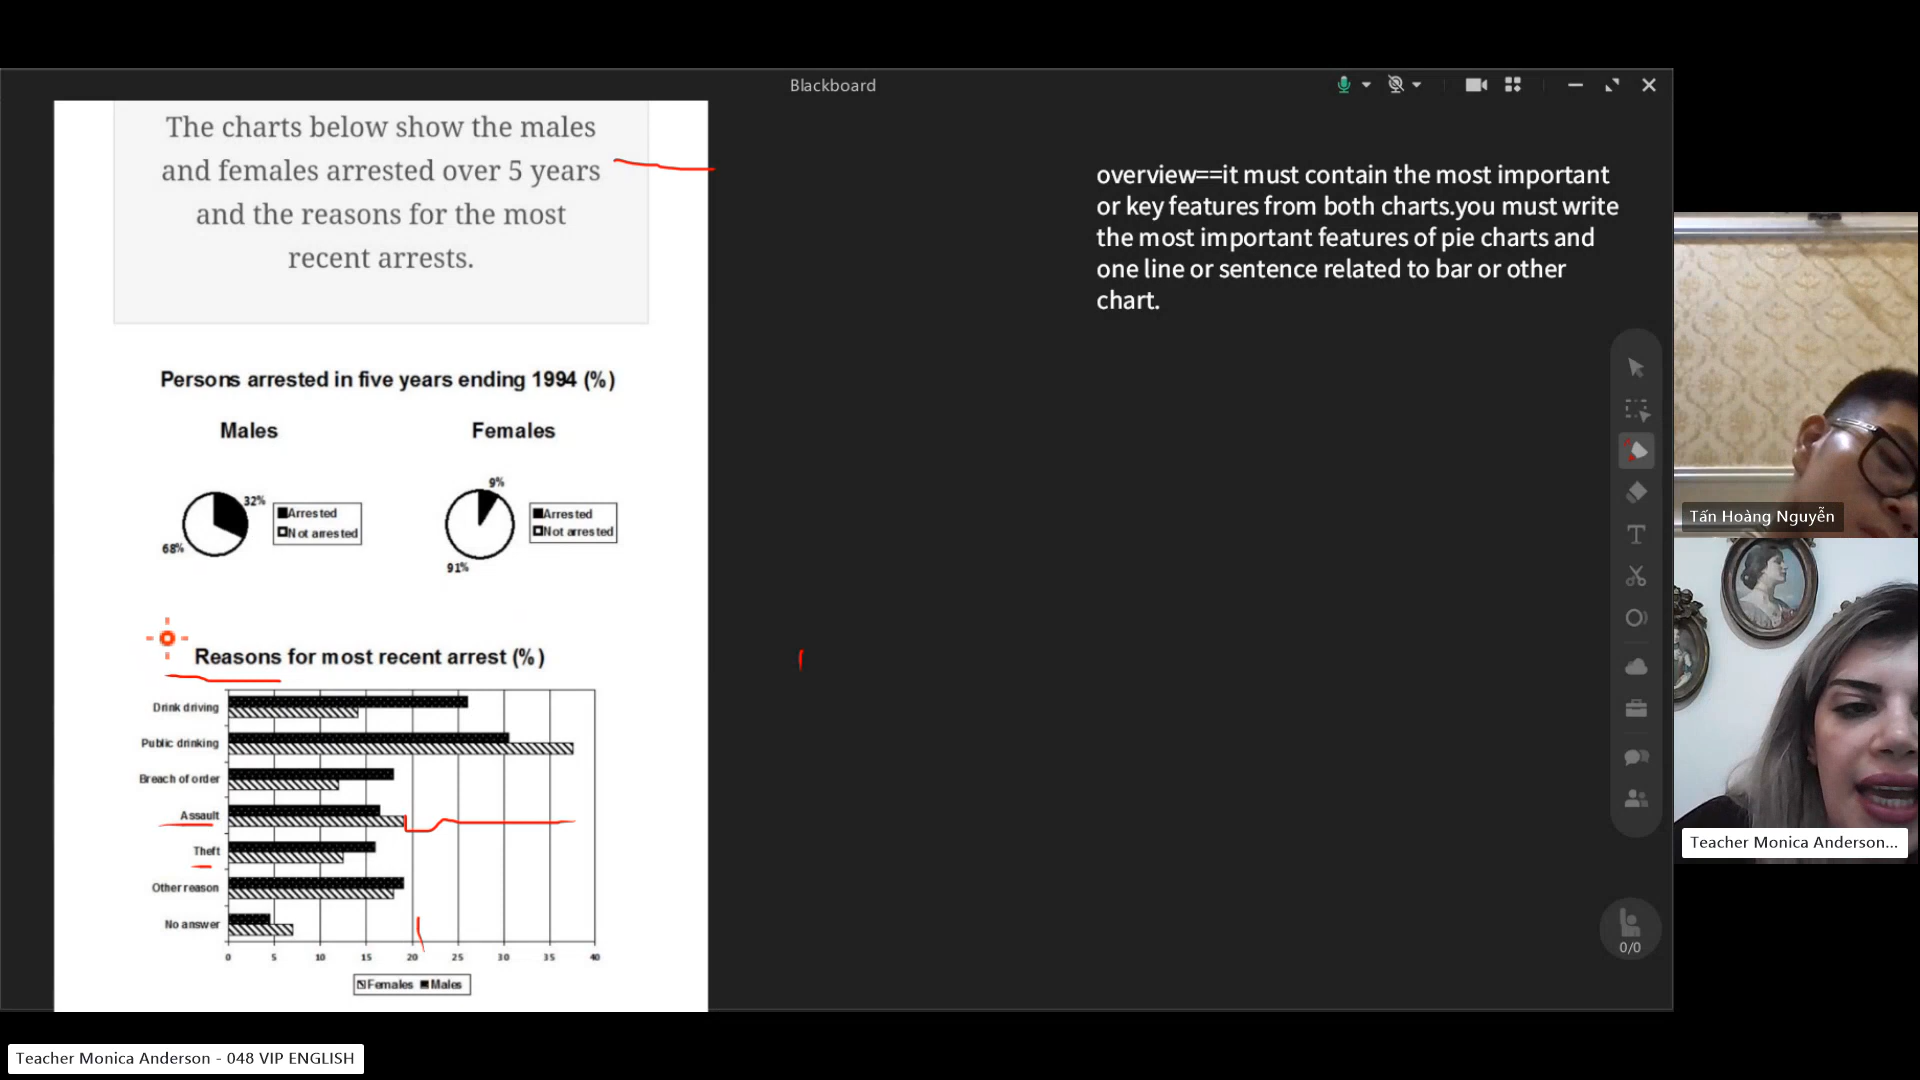 Blackboard
The charts below show the males
and females arrested over 5 years
and the reasons for the most
recent arrests.
overview==it must contain the most important
or key features from both charts.you must write
the most important features of pie charts and
one line or sentence related to bar or other
chart.
Persons arrested in five years ending 1994 (%)
Males
Females
32%
68%
Arrested
Not arrested
9%
91%
Arrested
Not arrested
Reasons for most recent arrest (%)
Drink driving
Public drinking
Breach of order
Assault
Theft
Other reason
No answer
0 5 10 15 20 25 30 35 40
Females Males
Tấn Hoàng Nguyễn
Teacher Monica Anderson...
0/0
Teacher Monica Anderson - 048 VIP ENGLISH